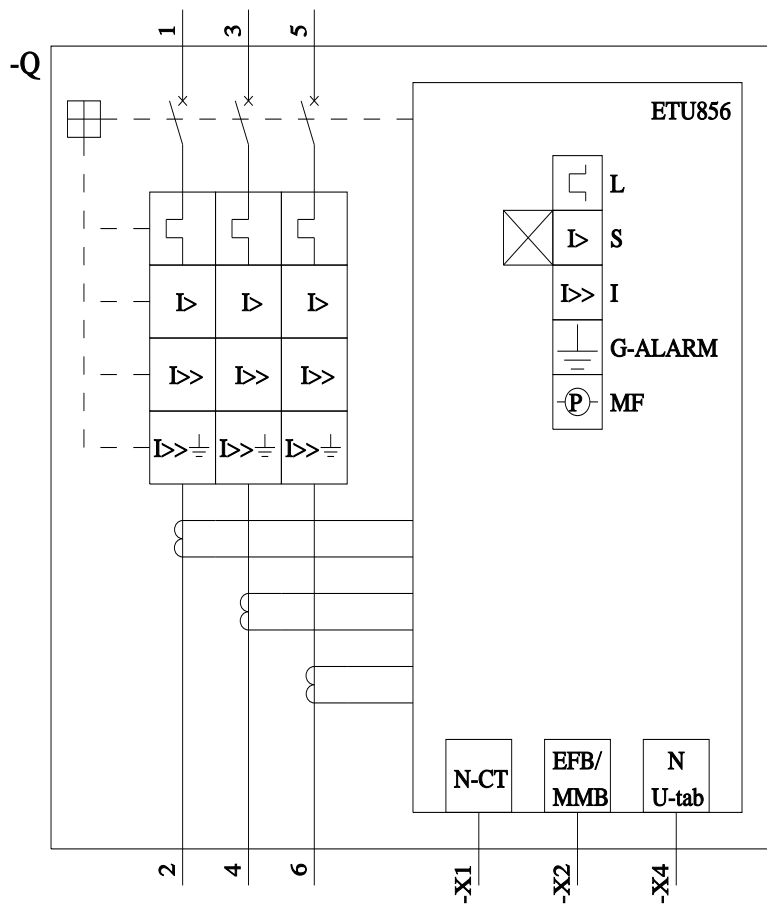 1 3 5
-Q
ETU856
L
I> S
I> I> I>
I>> I
G-ALARM
I>> I>> I>>
P MF
I>> I>> I>>
N-CT
EFB/
MMB
N
U-tab
2 4 6
-X1 -X2 -X4